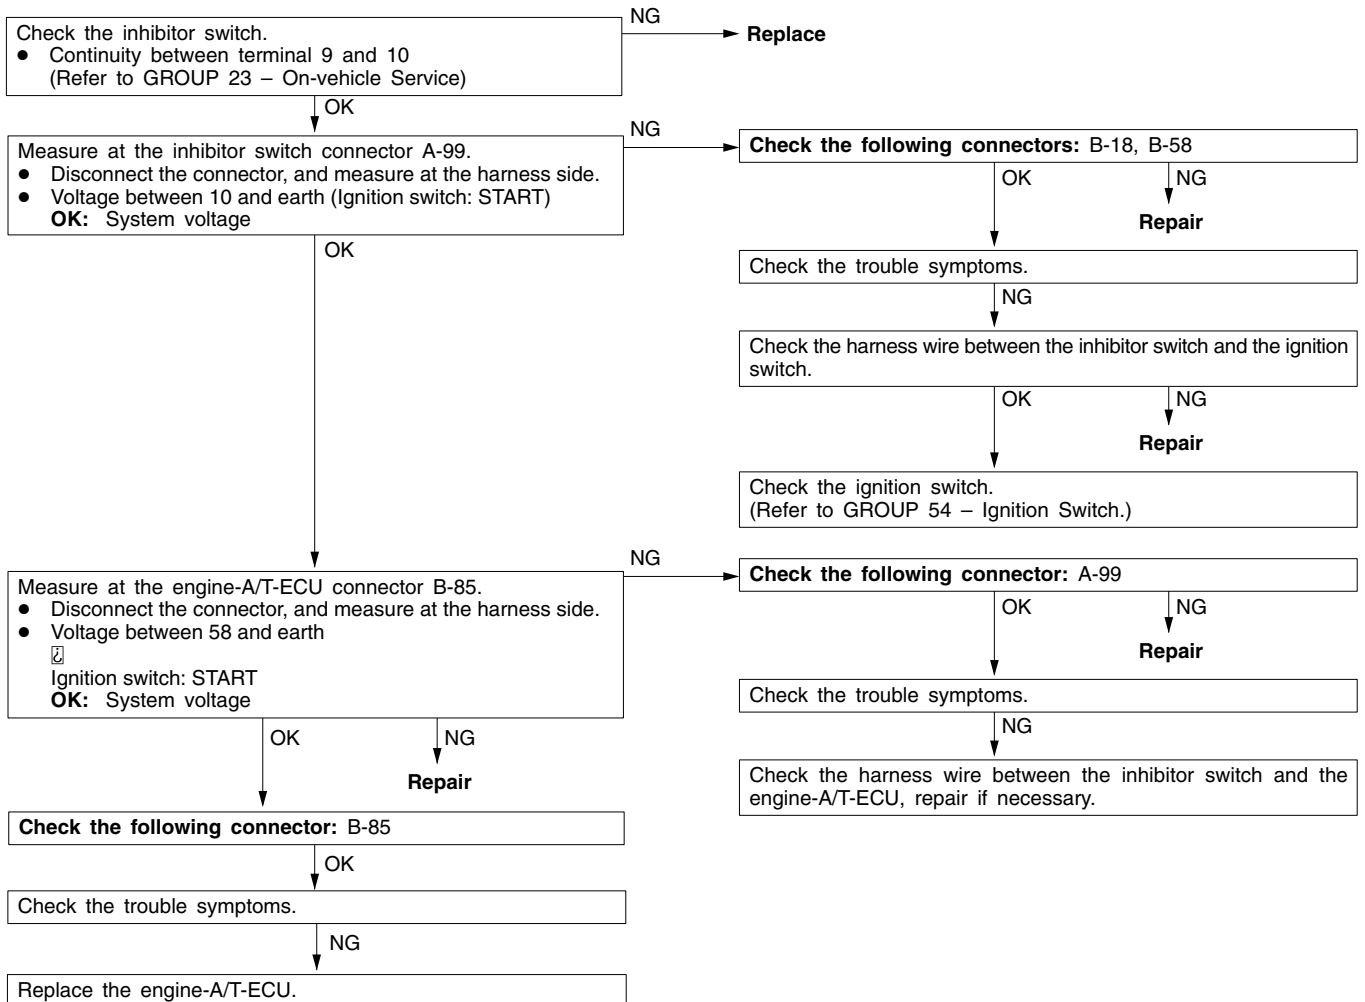 Check the inhibitor switch.
● Continuity between terminal 9 and 10
(Refer to GROUP 23 – On-vehicle Service)
NG
Replace
OK
Measure at the inhibitor switch connector A-99.
● Disconnect the connector, and measure at the harness side.
● Voltage between 10 and earth (Ignition switch: START)
OK: System voltage
NG
Check the following connectors: B-18, B-58
OK
NG
Repair
Check the trouble symptoms.
NG
Check the harness wire between the inhibitor switch and the ignition
switch.
OK
NG
Repair
Check the ignition switch.
(Refer to GROUP 54 – Ignition Switch.)
OK
Measure at the engine-A/T-ECU connector B-85.
● Disconnect the connector, and measure at the harness side.
● Voltage between 58 and earth
¿
Ignition switch: START
OK: System voltage
NG
Check the following connector: A-99
OK
NG
Repair
Check the trouble symptoms.
NG
Check the harness wire between the inhibitor switch and the
engine-A/T-ECU, repair if necessary.
OK
NG
Repair
Check the following connector: B-85
OK
Check the trouble symptoms.
NG
Replace the engine-A/T-ECU.